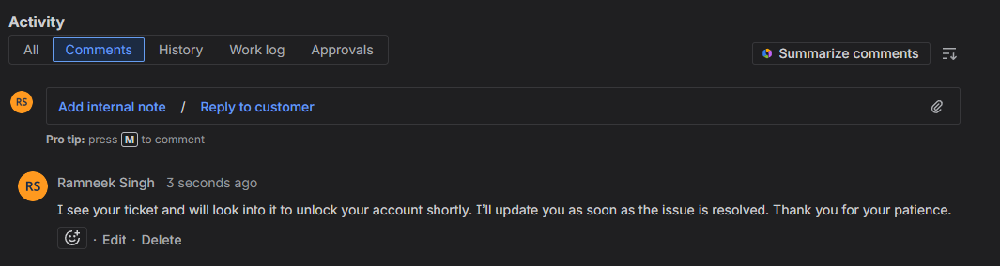 Activity
All Comments History Work log Approvals
Summarize comments
RS Add internal note / Reply to customer
Pro tip: press M to comment
RS Ramneek Singh 3 seconds ago
I see your ticket and will look into it to unlock your account shortly. I'll update you as soon as the issue is resolved. Thank you for your patience.
· Edit · Delete